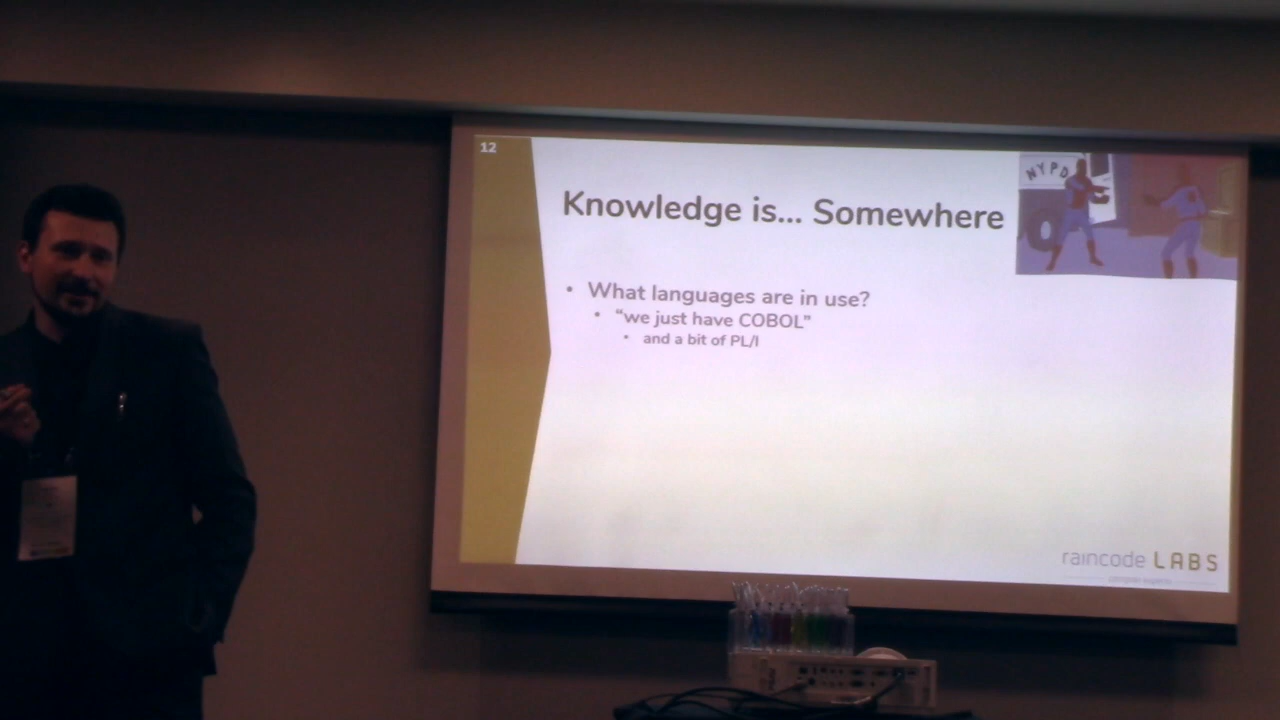 12
NYPD
Knowledge is... Somewhere
• What languages are in use?
• “we just have COBOL”
• and a bit of PL/I
raincode LABS